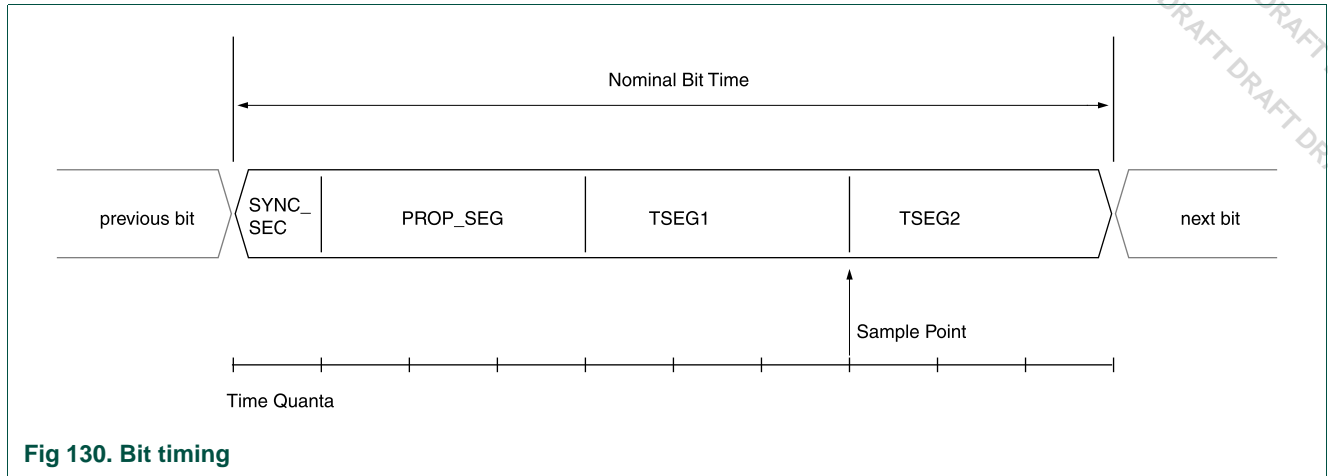 DRAFT DRAFT DR
DRAFT
Nominal Bit Time
previous bit
SYNC_
SEC
PROP_SEG
TSEG1
TSEG2
next bit
Sample Point
Time Quanta
Fig 130. Bit timing